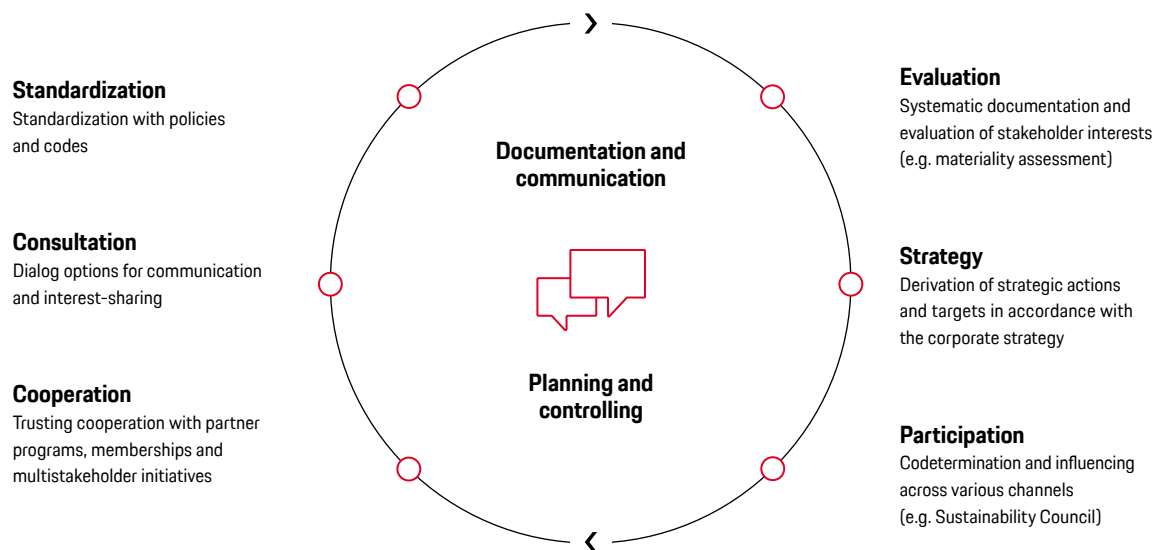 Standardization
Standardization with policies
and codes
Consultation
Dialog options for communication
and interest-sharing
Cooperation
Trusting cooperation with partner
programs, memberships and
multistakeholder initiatives
Documentation and
communication
Planning and
controlling
Evaluation
Systematic documentation and
evaluation of stakeholder interests
(e.g. materiality assessment)
Strategy
Derivation of strategic actions
and targets in accordance with
the corporate strategy
Participation
Codetermination and influencing
across various channels
(e.g. Sustainability Council)